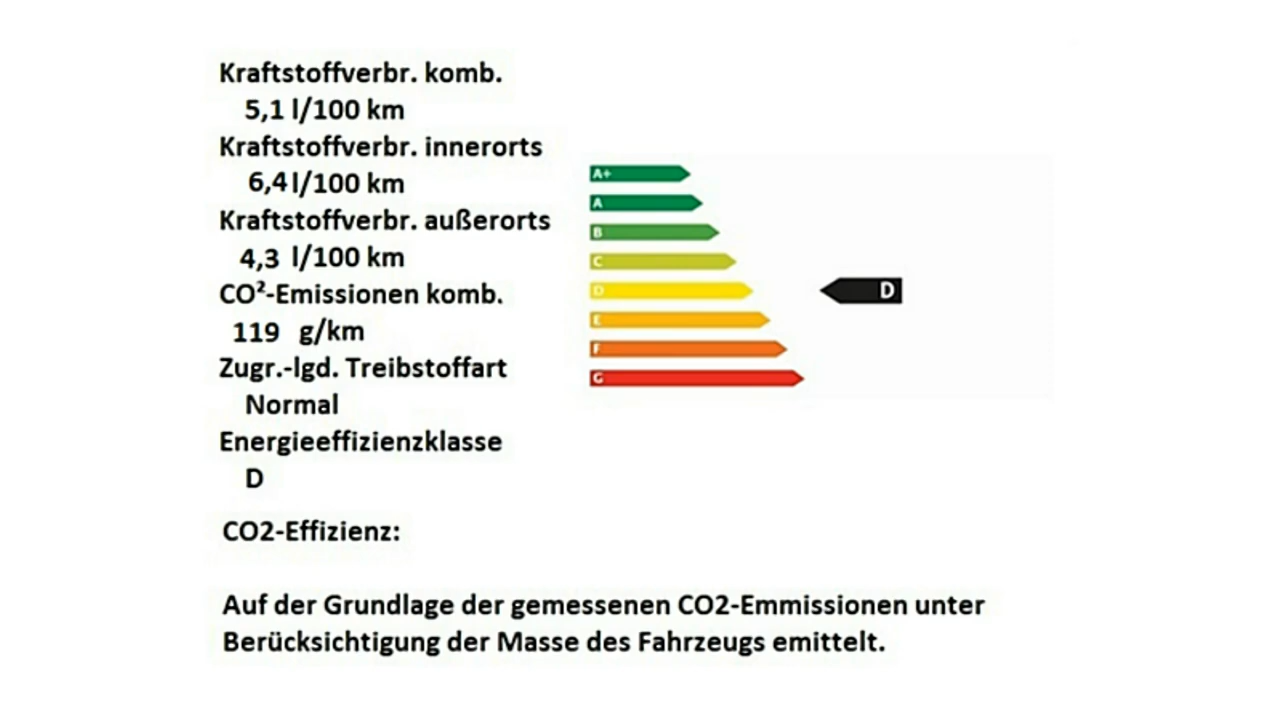 Kraftstoffverbr. komb.
5,1 l/100 km
Kraftstoffverbr. innerorts
6,4 l/100 km
Kraftstoffverbr. außerorts
4,3 l/100 km
CO²-Emissionen komb.
119 g/km
Zugr.-lgd. Treibstoffart
Normal
Energieeffizienzklasse
D
A+
A
B
C
D
D
E
F
G
CO2-Effizienz:
Auf der Grundlage der gemessenen CO2-Emmissionen unter
Berücksichtigung der Masse des Fahrzeugs emittelt.